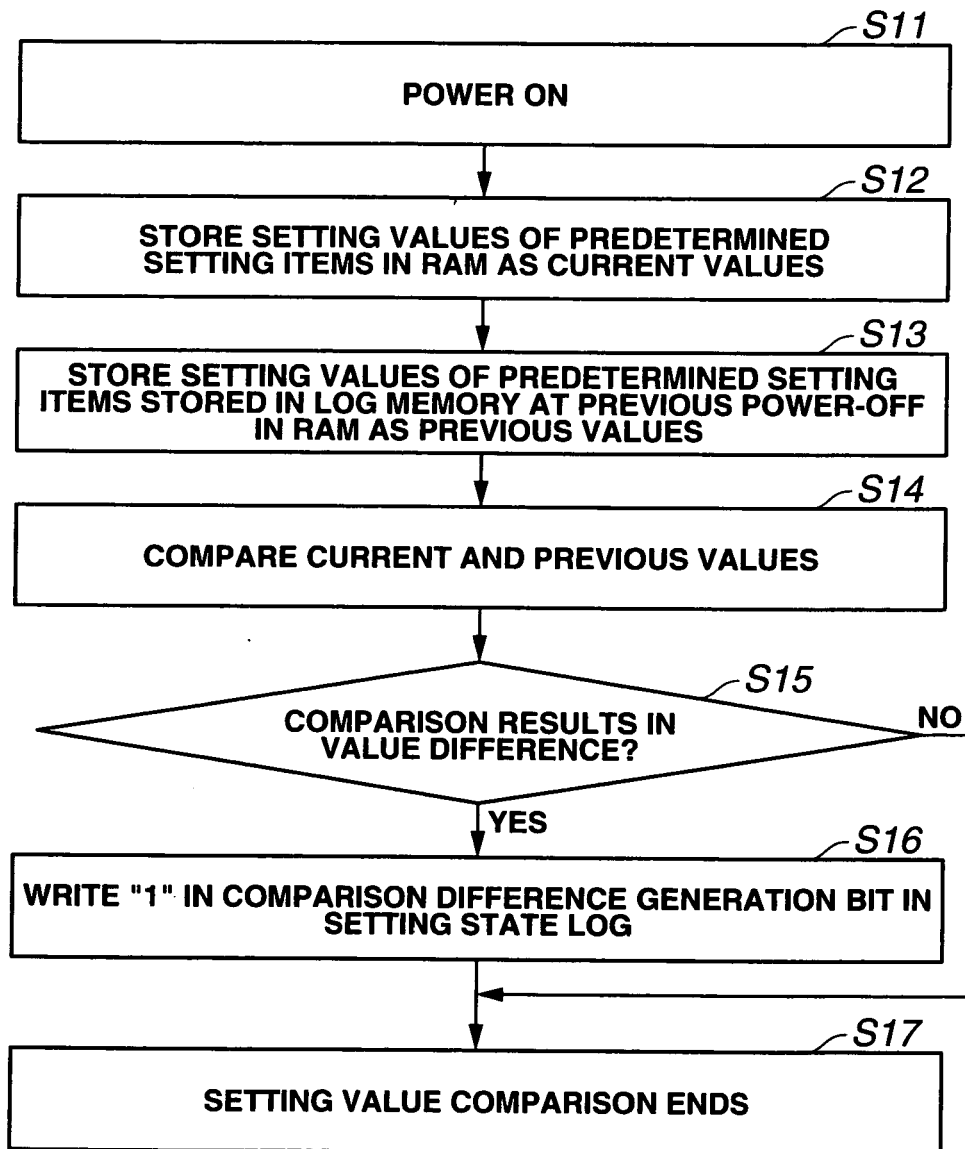 S11
POWER ON
S12
STORE SETTING VALUES OF PREDETERMINED
SETTING ITEMS IN RAM AS CURRENT VALUES
S13
STORE SETTING VALUES OF PREDETERMINED SETTING
ITEMS STORED IN LOG MEMORY AT PREVIOUS POWER-OFF
IN RAM AS PREVIOUS VALUES
S14
COMPARE CURRENT AND PREVIOUS VALUES
S15
COMPARISON RESULTS IN
VALUE DIFFERENCE?
NO
YES
S16
WRITE "1" IN COMPARISON DIFFERENCE GENERATION BIT IN
SETTING STATE LOG
S17
SETTING VALUE COMPARISON ENDS